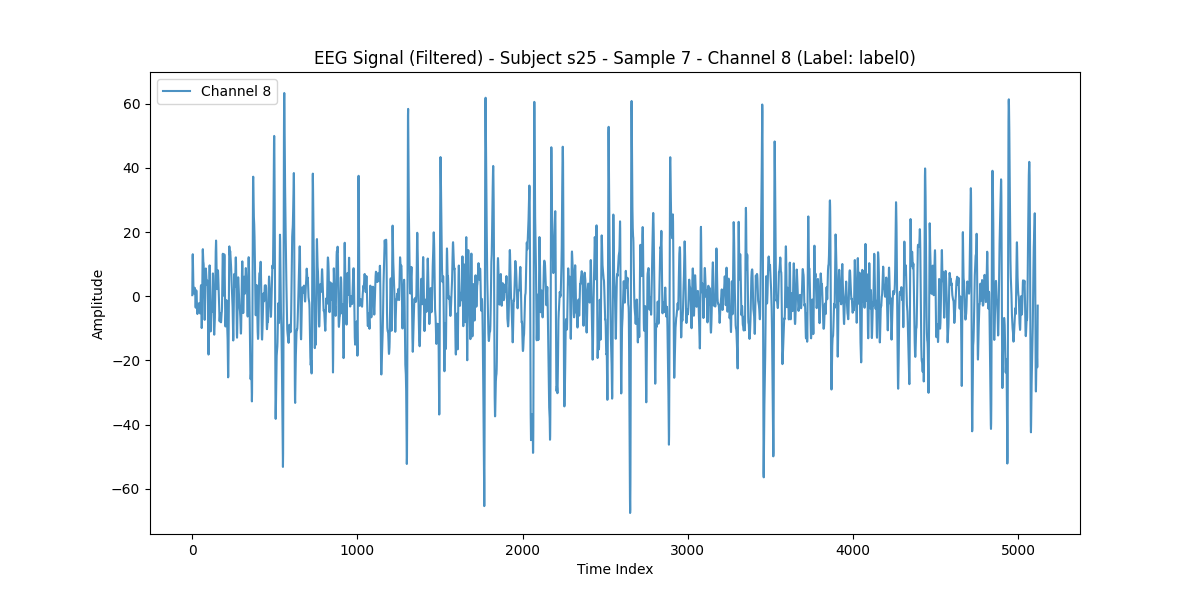 EEG Signal (Filtered) - Subject s25 - Sample 7 - Channel 8 (Label: label0)
Channel 8
60
40
20
0
−20
−40
−60
Amplitude
0 1000 2000 3000 4000 5000
Time Index